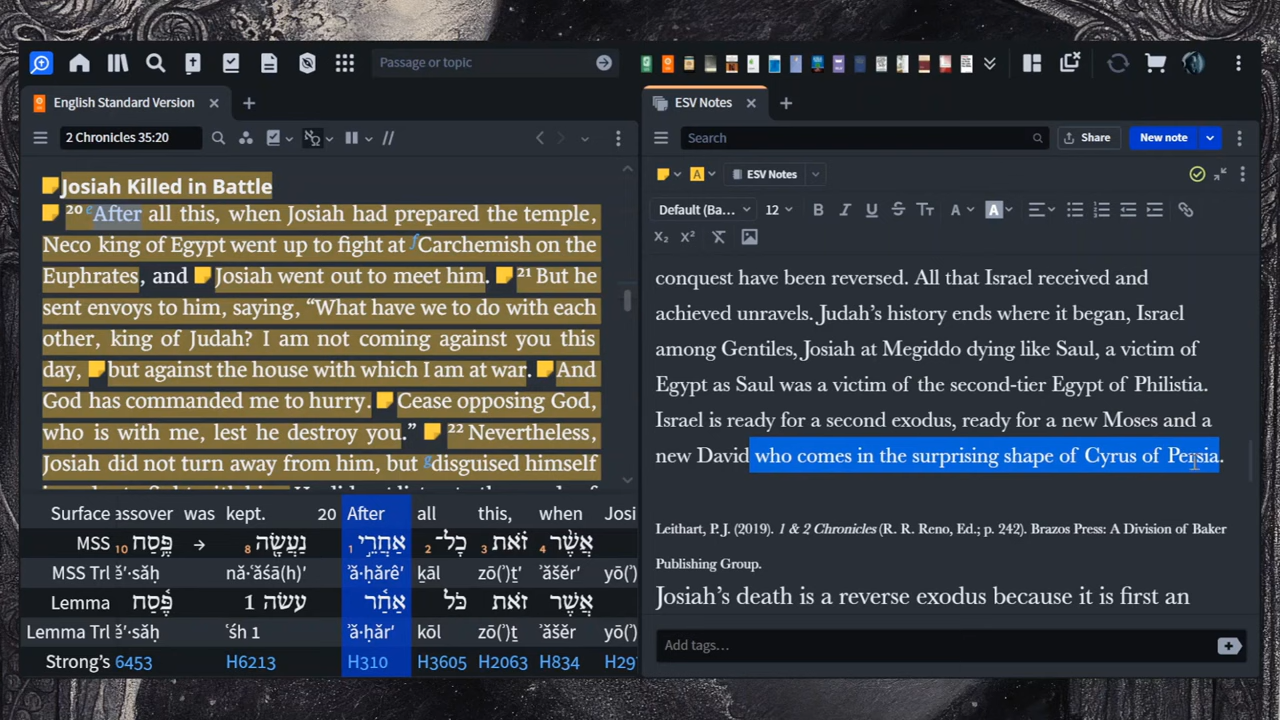 Passage or topic
English Standard Version
2 Chronicles 35:20
Josiah Killed in Battle
20 e After all this, when Josiah had prepared the temple,
Neco king of Egypt went up to fight at f Carchemish on the
Euphrates, and Josiah went out to meet him. 21 But he
sent envoys to him, saying, “What have we to do with each
other, king of Judah? I am not coming against you this
day, but against the house with which I am at war. And
God has commanded me to hurry. Cease opposing God,
who is with me, lest he destroy you.” 22 Nevertheless,
Josiah did not turn away from him, but g disguised himself
Surface assover was kept. 20 After all this, when Josi
MSS 10 פֶּ֣סַח → 8 נַעֲשָׂ֖ה 1 אַחֲרֵ֣י 2 כָל־ 3 זֹ֗את 4 אֲשֶׁ֨ר
MSS Trl ĕʹ·sǎḥ nǎ·ʿǎśā(h)ʹ ʾǎ·ḥǎrêʹ kāl zō(ʾ)ṯʹ ʾǎšěrʹ yō(ʾ)
Lemma פֶּסַח עשׂה 1 אַחַר כֹּל זֹאת אֲשֶׁר
Lemma Trl ĕʹ·sǎḥ ʿśh 1 ʾǎ·ḥǎrʹ kōl zō(ʾ)ṯ ʾǎšěrʹ yō(ʾ)
Strong’s 6453 H6213 H310 H3605 H2063 H834 H29
ESV Notes
Search
Share
New note
ESV Notes
Default (Ba... 12
conquest have been reversed. All that Israel received and
achieved unravels. Judah’s history ends where it began, Israel
among Gentiles, Josiah at Megiddo dying like Saul, a victim of
Egypt as Saul was a victim of the second-tier Egypt of Philistia.
Israel is ready for a second exodus, ready for a new Moses and a
new David who comes in the surprising shape of Cyrus of Persia.
Leithart, P. J. (2019). 1 & 2 Chronicles (R. R. Reno, Ed.; p. 242). Brazos Press: A Division of Baker
Publishing Group.
Josiah’s death is a reverse exodus because it is first an
Add tags…